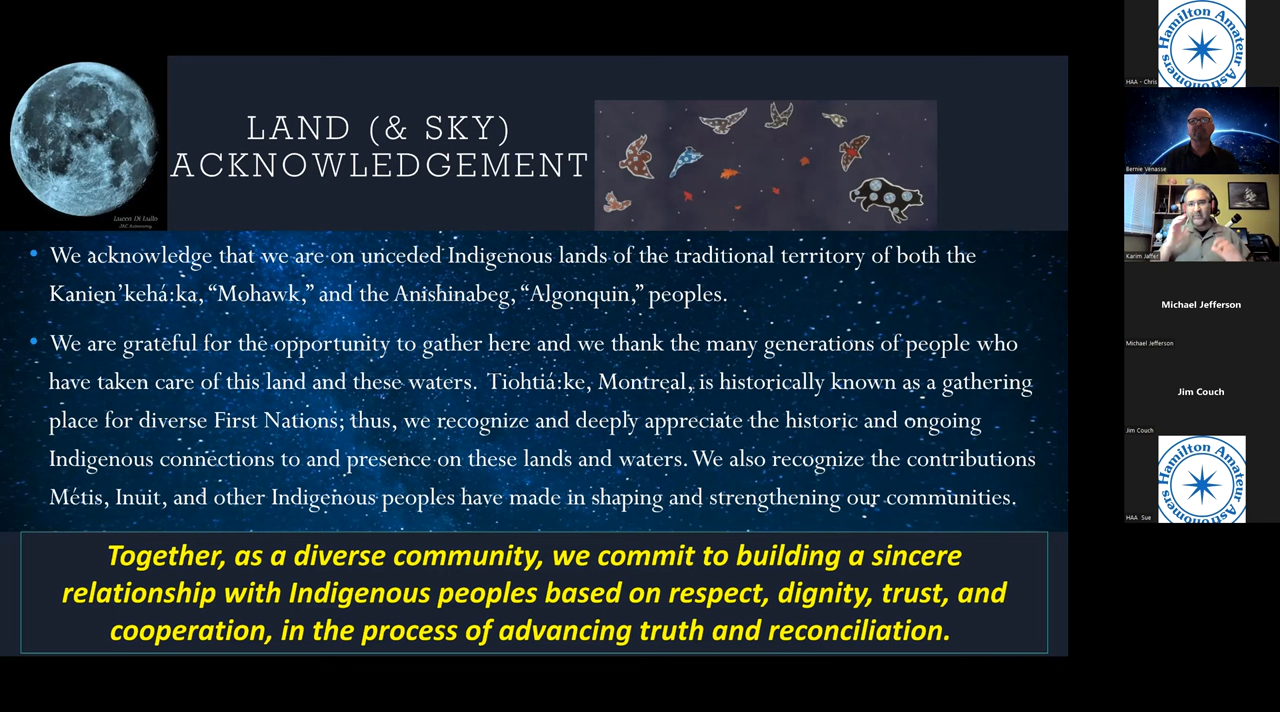 LAND (& SKY)
ACKNOWLEDGEMENT
Lucen Di Lullo
JAC Astronomy
• We acknowledge that we are on unceded Indigenous lands of the traditional territory of both the
Kanien’kehá:ka, “Mohawk,” and the Anishinabeg, “Algonquin,” peoples.
• We are grateful for the opportunity to gather here and we thank the many generations of people who
have taken care of this land and these waters. Tiohtiá:ke, Montreal, is historically known as a gathering
place for diverse First Nations; thus, we recognize and deeply appreciate the historic and ongoing
Indigenous connections to and presence on these lands and waters. We also recognize the contributions
Métis, Inuit, and other Indigenous peoples have made in shaping and strengthening our communities.
Together, as a diverse community, we commit to building a sincere
relationship with Indigenous peoples based on respect, dignity, trust, and
cooperation, in the process of advancing truth and reconciliation.
Hamilton Amateur Astronomers
HAA - Chris
Bernie Venasse
Karim Jaffer
Michael Jefferson
Michael Jefferson
Jim Couch
Jim Couch
Hamilton Amateur Astronomers
HAA Sue